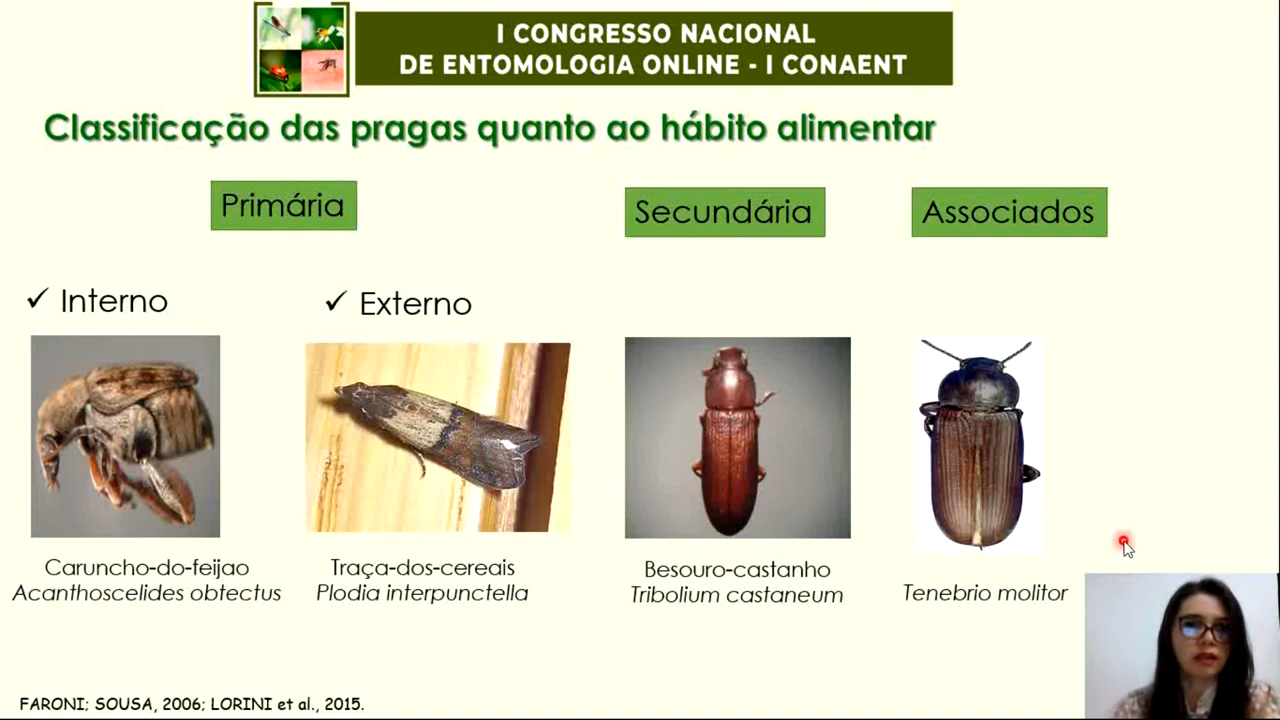 I CONGRESSO NACIONAL
DE ENTOMOLOGIA ONLINE - I CONAENT
Classificação das pragas quanto ao hábito alimentar
Primária
Secundária
Associados
✓ Interno
✓ Externo
Caruncho-do-feijao
Acanthoscelides obtectus
Traça-dos-cereais
Plodia interpunctella
Besouro-castanho
Tribolium castaneum
Tenebrio molitor
FARONI; SOUSA, 2006; LORINI et al., 2015.